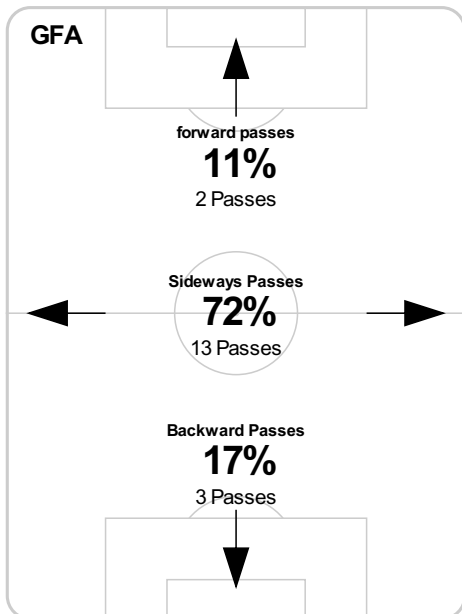 GFA
forward passes
11%
2 Passes
Sideways Passes
72%
13 Passes
Backward Passes
17%
3 Passes